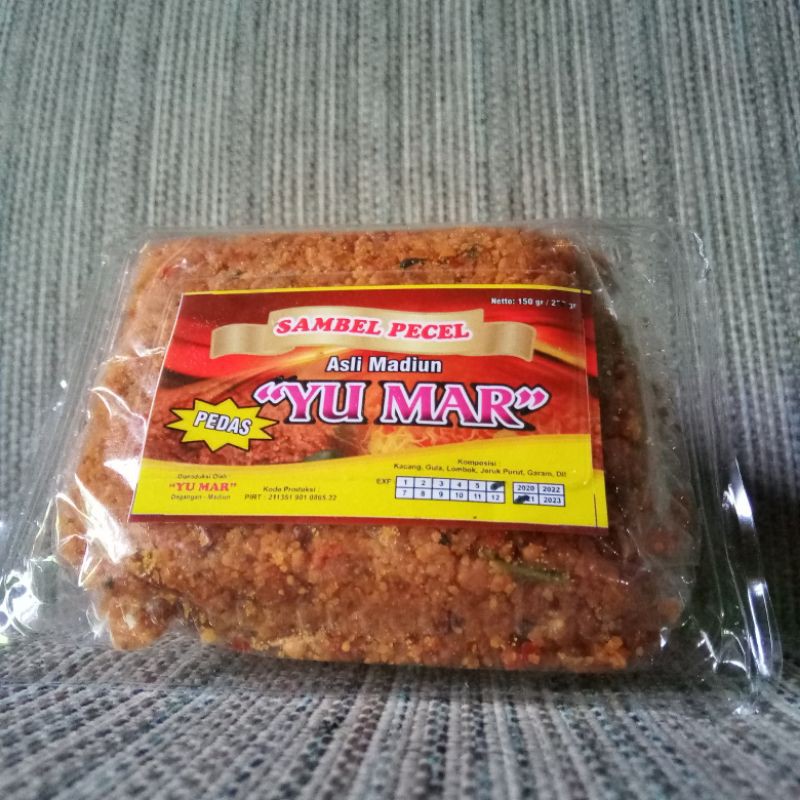 Netto: 150 gr / gr
SAMBEL PECEL
Asli Madiun
"YU MAR"
PEDAS
Diproduksi Oleh :
"YU MAR"
Dagangan - Madiun
Kode Produksi :
PIRT : 211351 901 0865.22
Komposisi :
Kacang, Gula, Lombok, Jeruk Purut, Garam, Dll
EXP 1 2 3 4 5 2020 2022
7 8 9 10 11 12 2023